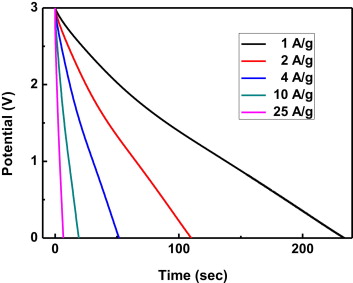 3
2
1
0
Potential (V)
1 A/g
2 A/g
4 A/g
10 A/g
25 A/g
0 100 200
Time (sec)